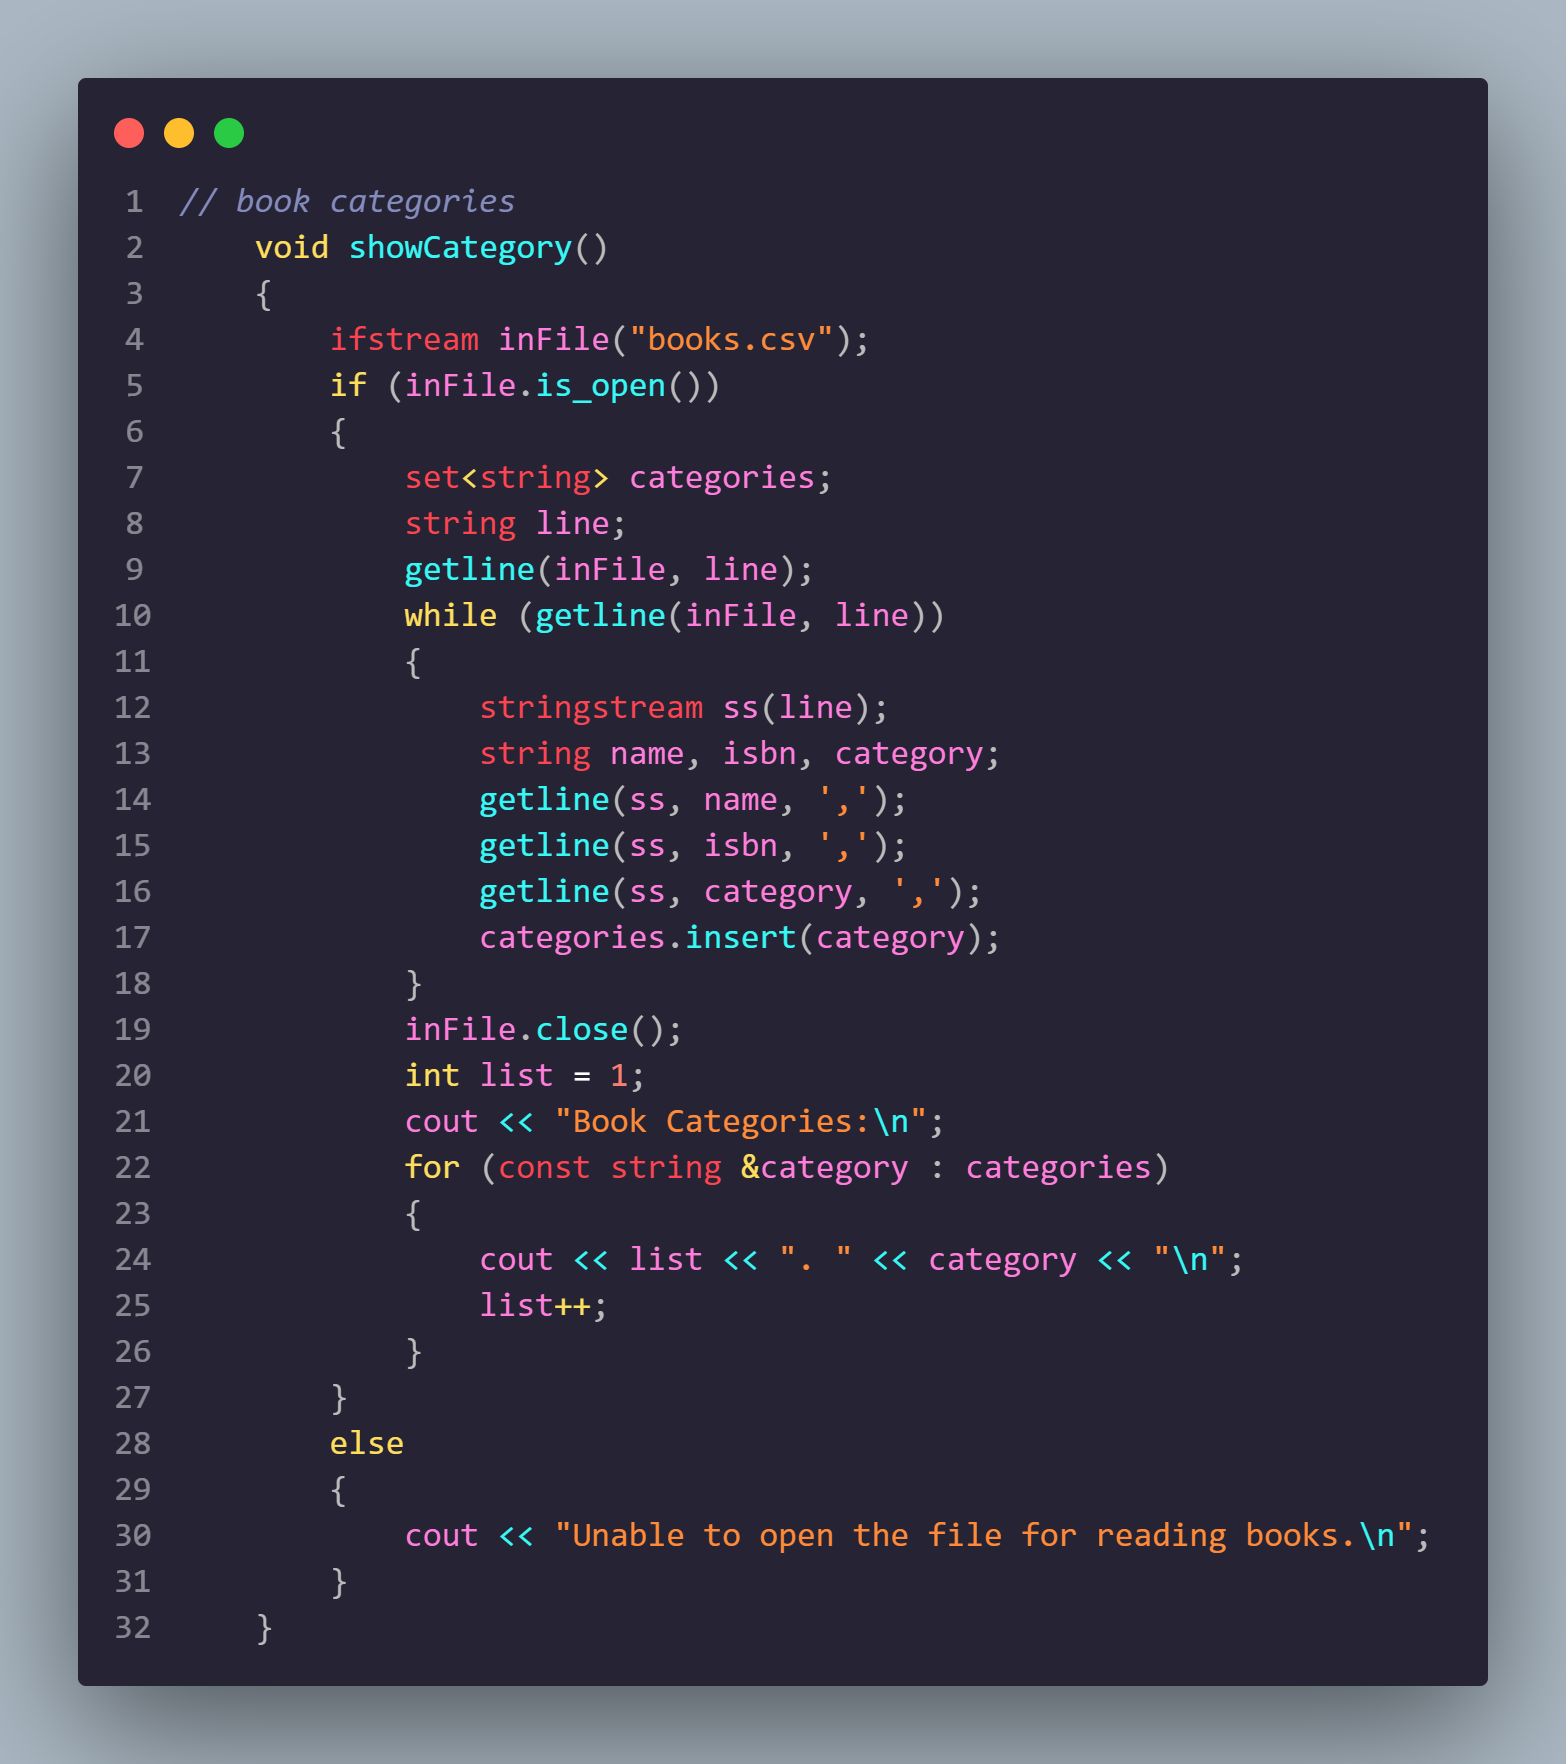 1 // book categories
2     void showCategory()
3     {
4         ifstream inFile("books.csv");
5         if (inFile.is_open())
6         {
7             set<string> categories;
8             string line;
9             getline(inFile, line);
10             while (getline(inFile, line))
11             {
12                 stringstream ss(line);
13                 string name, isbn, category;
14                 getline(ss, name, ',');
15                 getline(ss, isbn, ',');
16                 getline(ss, category, ',');
17                 categories.insert(category);
18             }
19             inFile.close();
20             int list = 1;
21             cout << "Book Categories:\n";
22             for (const string &category : categories)
23             {
24                 cout << list << ". " << category << "\n";
25                 list++;
26             }
27         }
28         else
29         {
30             cout << "Unable to open the file for reading books.\n";
31         }
32     }